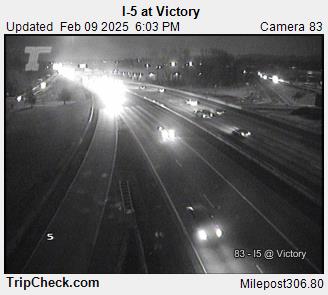 I-5 at Victory
Updated Feb 09 2025 6:03 PM Camera 83
S
83 - I5 @ Victory
TripCheck.com Milepost306.80